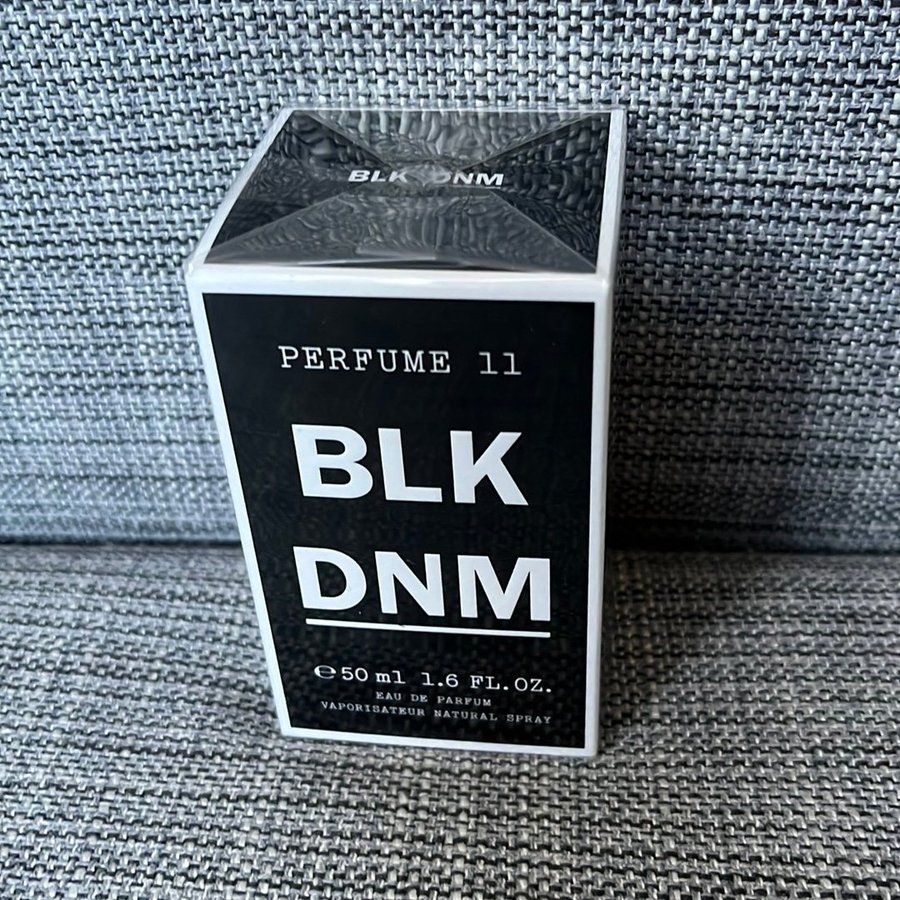 BLK DNM
PERFUME 11
BLK
DNM
℮50 ml 1.6 FL.OZ.
EAU DE PARFUM
VAPORISATEUR NATURAL SPRAY